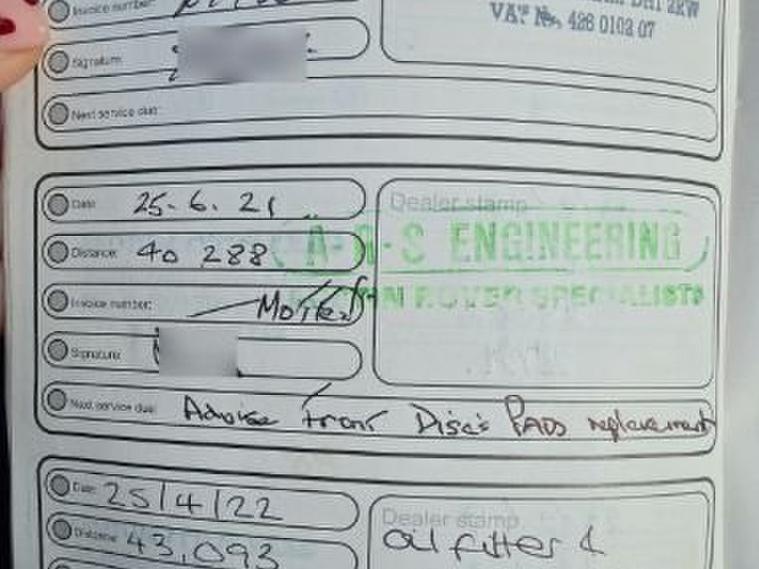 Invoice number:
DH1 2RW
VAT No. 426 0102 07
Signature:
Next service due:
Date: 25-6.21
Dealer stamp
Distance: 40 288
A-R-S ENGINEERING
Invoice number:
ROVER SPECIALISTS
Signature:
Next service due: Advise front Disc's PADS replacement
Date: 25/4/22
Dealer stamp
Distance: 43,093
oil filter &